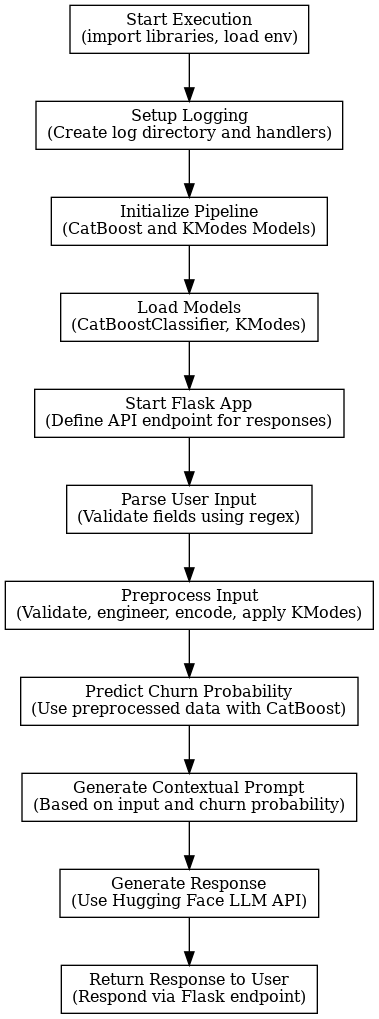 Start Execution
(import libraries, load env)
Setup Logging
(Create log directory and handlers)
Initialize Pipeline
(CatBoost and KModes Models)
Load Models
(CatBoostClassifier, KModes)
Start Flask App
(Define API endpoint for responses)
Parse User Input
(Validate fields using regex)
Preprocess Input
(Validate, engineer, encode, apply KModes)
Predict Churn Probability
(Use preprocessed data with CatBoost)
Generate Contextual Prompt
(Based on input and churn probability)
Generate Response
(Use Hugging Face LLM API)
Return Response to User
(Respond via Flask endpoint)